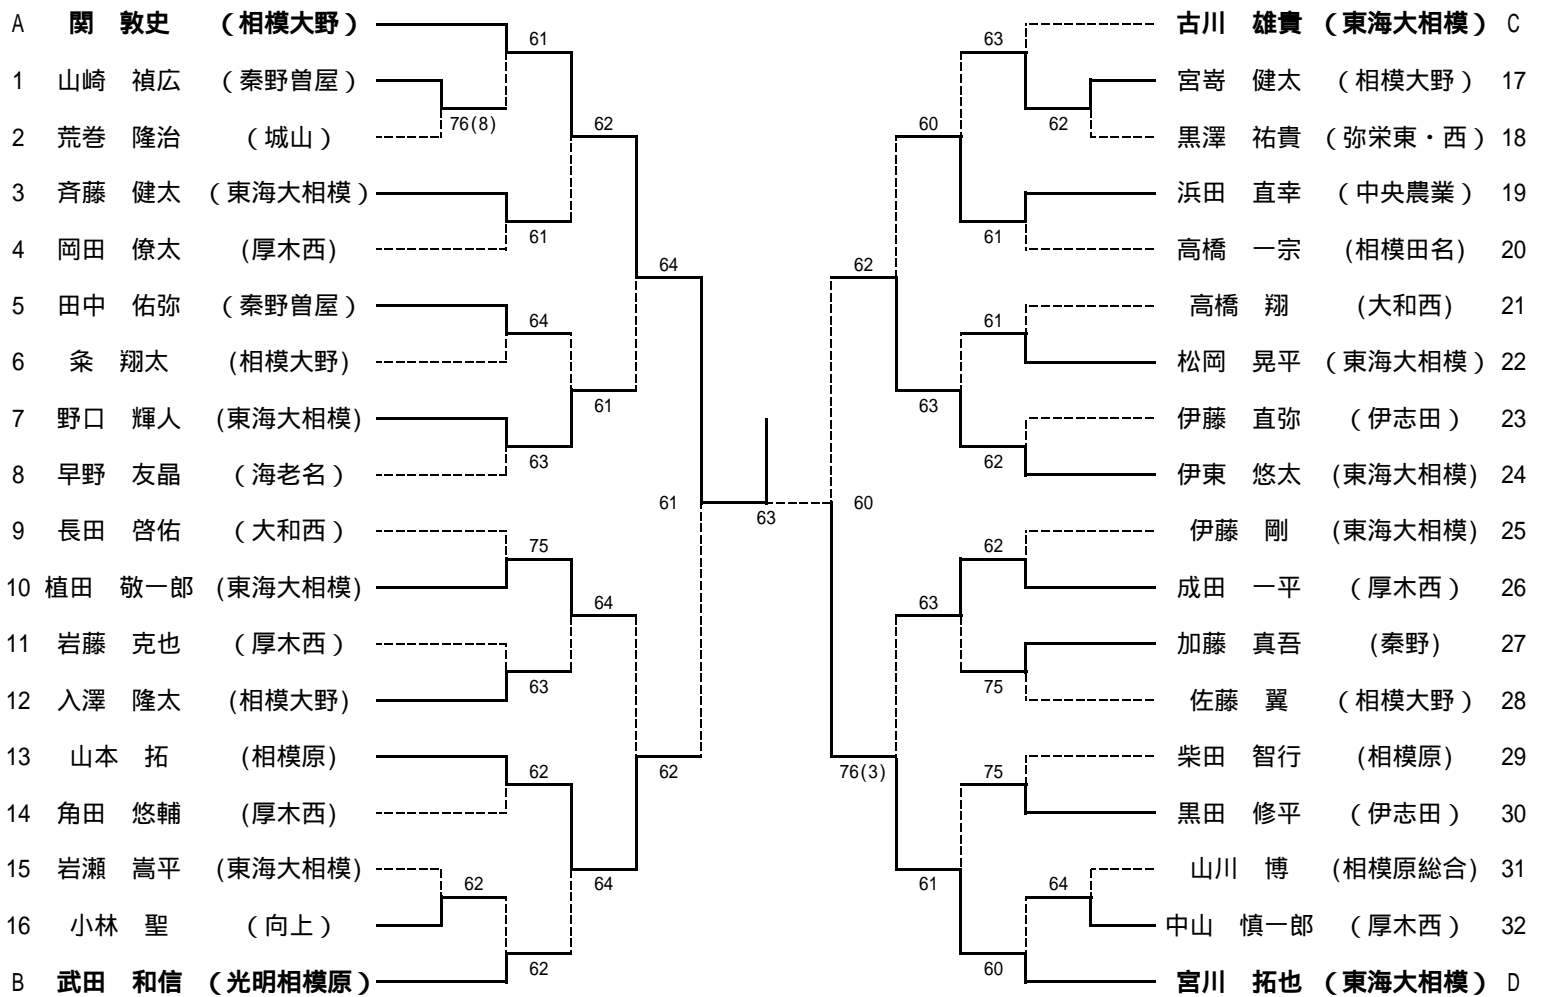 A 関 敦史 （相模大野） 61 63 古川 雄貴 （東海大相模） C
1 山崎 禎広 （秦野曽屋） 宮嵜 健太 （相模大野） 17
76(8) 62 60 62
2 荒巻 隆治 （城山） 黒澤 祐貴 （弥栄東・西） 18
3 斉藤 健太 （東海大相模） 浜田 直幸 （中央農業） 19
61 61
4 岡田 僚太 (厚木西) 高橋 一宗 (相模田名) 20
64 62
5 田中 佑弥 （秦野曽屋） 高橋 翔 (大和西) 21
64 61
6 粂 翔太 (相模大野) 松岡 晃平 （東海大相模） 22
61 63
7 野口 輝人 (東海大相模) 伊藤 直弥 （伊志田） 23
63 62
8 早野 友晶 （海老名） 伊東 悠太 (東海大相模) 24
61 63 60
9 長田 啓佑 （大和西） 伊藤 剛 (東海大相模) 25
75 62
10 植田 敬一郎 (東海大相模) 成田 一平 （厚木西） 26
64 63
11 岩藤 克也 （厚木西） 加藤 真吾 (秦野) 27
63 75
12 入澤 隆太 (相模大野) 佐藤 翼 （相模大野） 28
13 山本 拓 (相模原) 柴田 智行 (相模原) 29
62 62 76(3) 75
14 角田 悠輔 (厚木西) 黒田 修平 （伊志田） 30
15 岩瀬 嵩平 (東海大相模) 山川 博 (相模原総合) 31
62 64 61 64
16 小林 聖 （向上） 中山 慎一郎 （厚木西） 32
62 60
B 武田 和信 （光明相模原） 宮川 拓也 （東海大相模） D